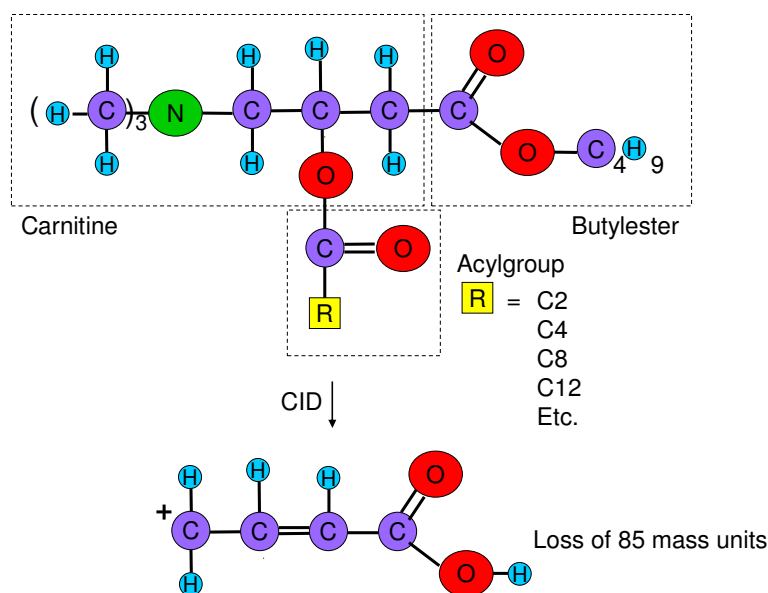 H H H H O
( H C )3 N C C C C
H H O H O C4 H9
Carnitine Butylester
C O
Acylgroup
R R = C2
C4
C8
C12
Etc.
CID
H H H O
+ C C C C
Loss of 85 mass units
H O H